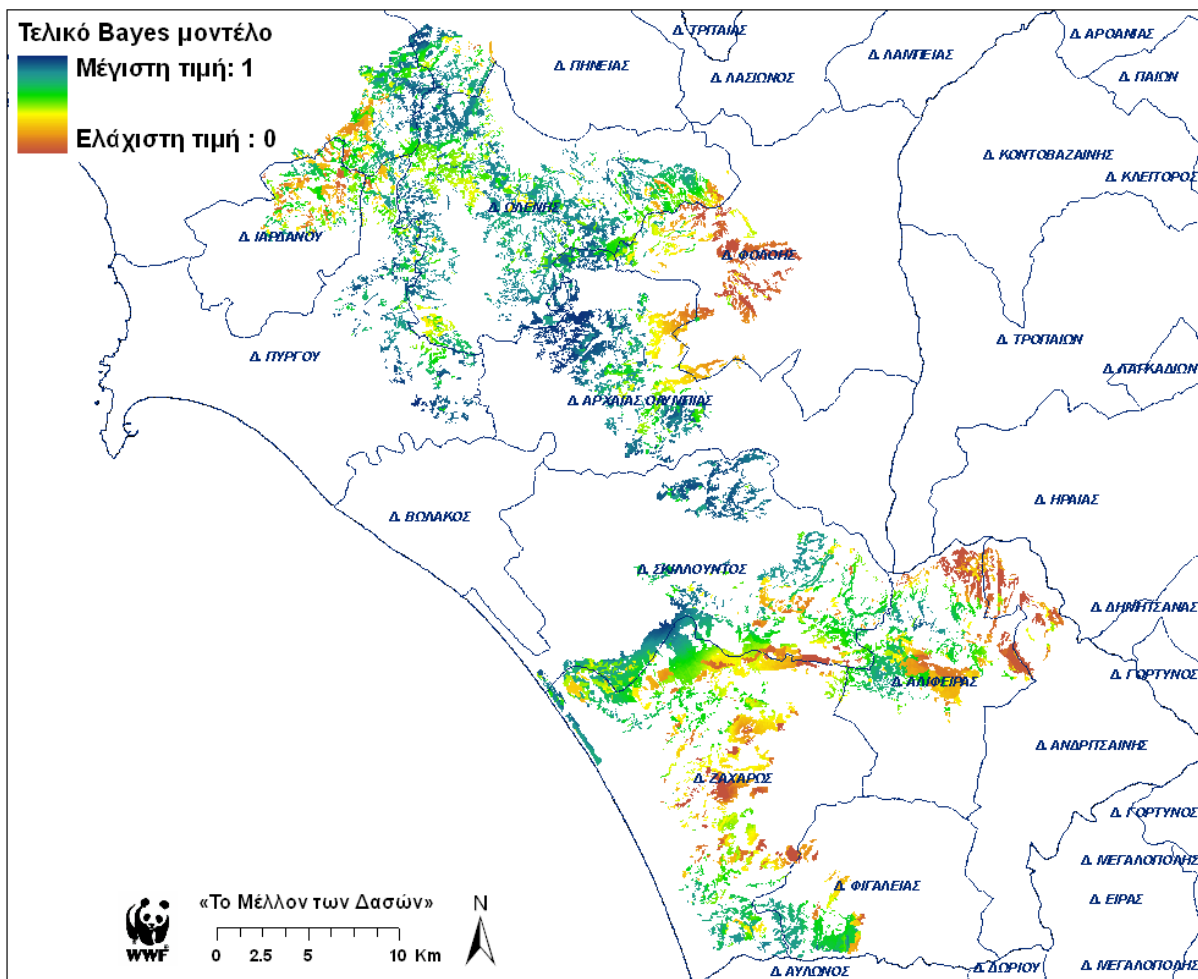 Τελικό Bayes μοντέλο
Μέγιστη τιμή: 1
Ελάχιστη τιμή : 0
Δ. ΤΡΙΤΑΙΑΣ
Δ. ΑΡΟΑΝΙΑΣ
Δ. ΛΑΜΠΕΙΑΣ
Δ. ΠΗΝΕΙΑΣ
Δ. ΛΑΣΙΩΝΟΣ
Δ. ΠΑΙΩΝ
Δ. ΚΟΝΤΟΒΑΖΑΙΝΗΣ
Δ. ΚΛΕΙΤΟΡΟΣ
Δ. ΩΛΕΝΗΣ
Δ. ΙΑΡΔΑΝΟΥ
Δ. ΦΟΛΟΗΣ
Δ. ΤΡΟΠΑΙΩΝ
Δ. ΠΥΡΓΟΥ
Δ. ΛΑΓΚΑΔΙΩΝ
Δ. ΑΡΧΑΙΑΣ ΟΛΥΜΠΙΑΣ
Δ. ΗΡΑΙΑΣ
Δ. ΒΩΛΑΚΟΣ
Δ. ΣΚΙΛΛΟΥΝΤΟΣ
Δ. ΔΗΜΗΤΣΑΝΑΣ
Δ. ΓΟΡΤΥΝΟΣ
Δ. ΑΛΙΦΕΙΡΑΣ
Δ. ΑΝΔΡΙΤΣΑΙΝΗΣ
Δ. ΖΑΧΑΡΩΣ
Δ. ΓΟΡΤΥΝΟΣ
Δ. ΜΕΓΑΛΟΠΟΛΗΣ
Δ. ΦΙΓΑΛΕΙΑΣ
Δ. ΕΙΡΑΣ
«Το Μέλλον των Δασών»
N
WWF
0 2.5 5 10 Km
Δ. ΑΥΛΩΝΟΣ
Δ. ΔΩΡΙΟΥ
Δ. ΜΕΓΑΛΟΠΟΛΗΣ